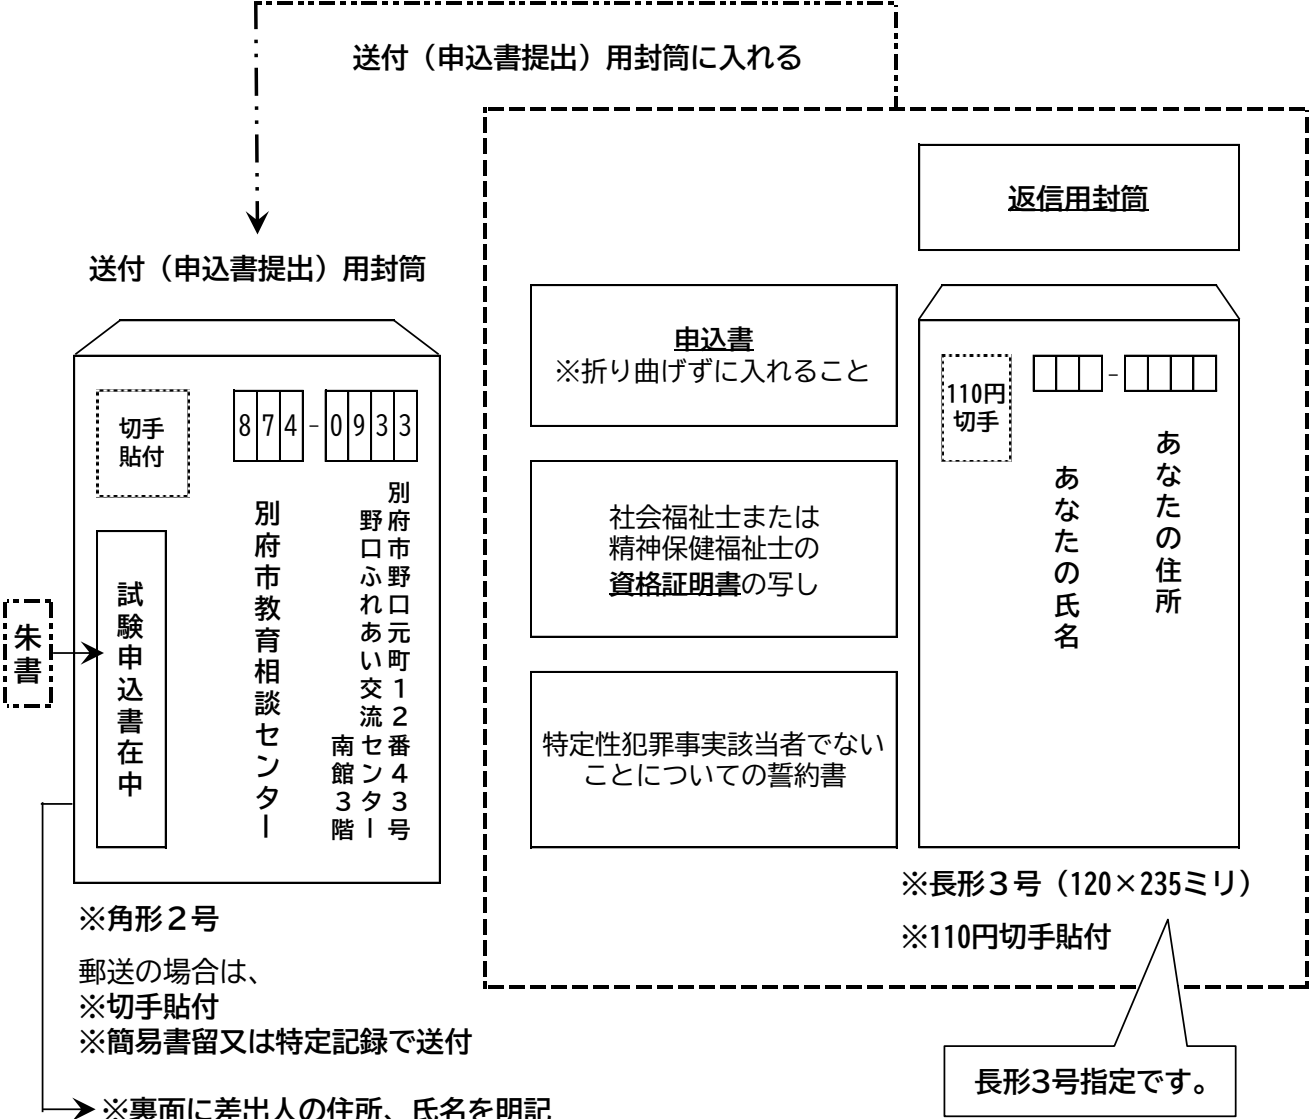 送付（申込書提出）用封筒に入れる
送付（申込書提出）用封筒
切手
貼付
874-0933
別府市野口元町１２番４３号
野口ふれあい交流センター
南館３階
別府市教育相談センター
試験申込書在中
朱書
※角形２号
郵送の場合は、
※切手貼付
※簡易書留又は特定記録で送付
※裏面に差出人の住所、氏名を明記
申込書
※折り曲げずに入れること
社会福祉士または
精神保健福祉士の
資格証明書の写し
特定性犯罪事実該当者でない
ことについての誓約書
返信用封筒
110円
切手
-
あなたの住所
あなたの氏名
※長形３号（120×235ミリ）
※110円切手貼付
長形3号指定です。